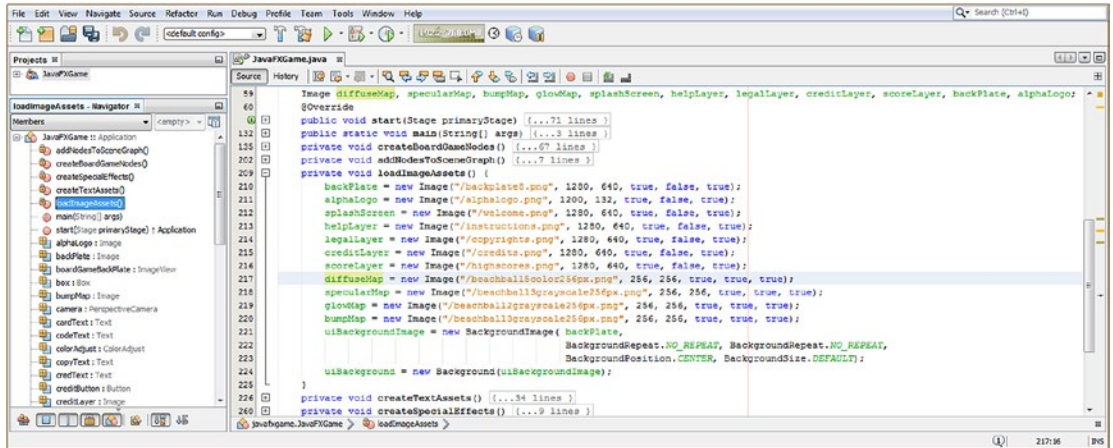 File Edit View Navigate Source Refactor Run Debug Profile Team Tools Window Help
Search (Ctrl+I)
<default config>
Projects
JavaFXGame
loadImageAssets - Navigator
Members
<empty>
JavaFXGame :: Application
addNodesToSceneGraph()
createBoardGameNodes()
createSpecialEffects()
createTextAssets()
loadImageAssets()
main(String[] args)
start(Stage primaryStage) ↑ Application
alphaLogo : Image
backPlate : Image
boardGameBackPlate : ImageView
box : Box
bumpMap : Image
camera : PerspectiveCamera
cardText : Text
codeText : Text
colorAdjust : ColorAdjust
copyText : Text
credText : Text
creditButton : Button
creditLayer : Image
JavaFXGame.java
Source History
59 Image diffuseMap, specularMap, bumpMap, glowMap, splashScreen, helpLayer, legalLayer, creditLayer, scoreLayer, backPlate, alphaLogo;
60 @Override
public void start(Stage primaryStage) {...71 lines }
132 public static void main(String[] args) {...3 lines }
135 private void createBoardGameNodes() {...67 lines }
202 private void addNodesToSceneGraph() {...7 lines }
209 private void loadImageAssets() {
210 backPlate = new Image("/backplate8.png", 1280, 640, true, false, true);
211 alphaLogo = new Image("/alphalogo.png", 1200, 132, true, false, true);
212 splashScreen = new Image("/welcome.png", 1280, 640, true, false, true);
213 helpLayer = new Image("/instructions.png", 1280, 640, true, false, true);
214 legalLayer = new Image("/copyrights.png", 1280, 640, true, false, true);
215 creditLayer = new Image("/credits.png", 1280, 640, true, false, true);
216 scoreLayer = new Image("/highscores.png", 1280, 640, true, false, true);
217 diffuseMap = new Image("/beachball5color256px.png", 256, 256, true, true, true);
218 specularMap = new Image("/beachball3grayscale256px.png", 256, 256, true, true, true);
219 glowMap = new Image("/beachball2grayscale256px.png", 256, 256, true, true, true);
220 bumpMap = new Image("/beachball3grayscale256px.png", 256, 256, true, true, true);
221 uiBackgroundImage = new BackgroundImage( backPlate,
222 BackgroundRepeat.NO_REPEAT, BackgroundRepeat.NO_REPEAT,
223 BackgroundPosition.CENTER, BackgroundSize.DEFAULT);
224 uiBackground = new Background(uiBackgroundImage);
225 }
226 private void createTextAssets() {...34 lines }
260 private void createSpecialEffects() {...9 lines }
javafxgame.JavaFXGame
loadImageAssets
217:16
INS